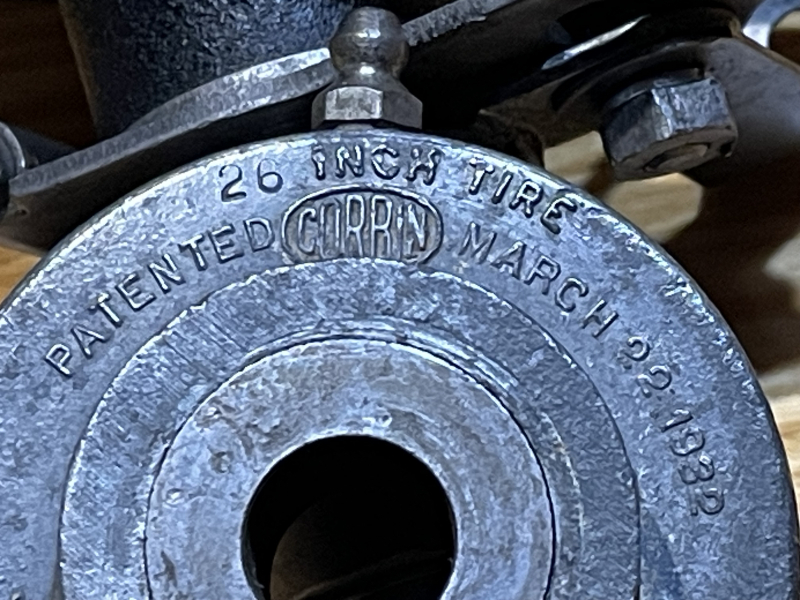 26 INCH TIRE
PATENTED CORBIN MARCH 22.1932